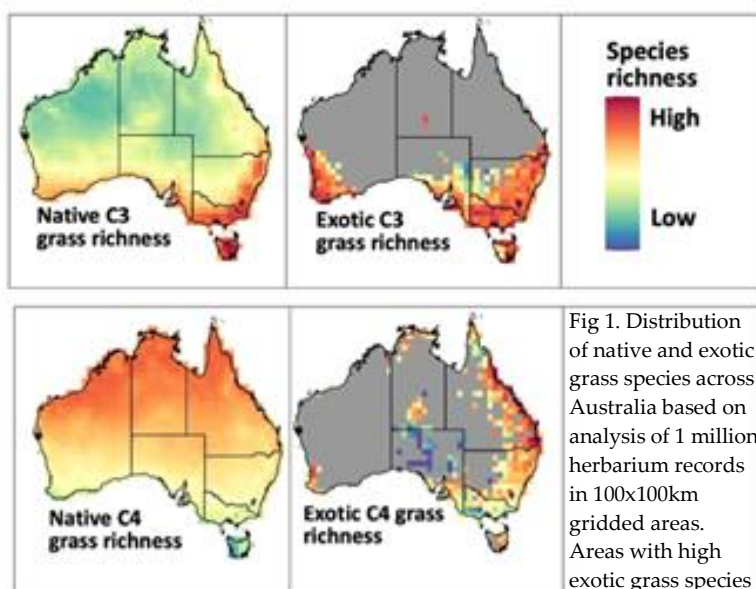 Native C3
grass richness
Exotic C3
grass richness
Species
richness
High
Low
Native C4
grass richness
Exotic C4 grass
richness
Fig 1. Distribution
of native and exotic
grass species across
Australia based on
analysis of 1 million
herbarium records
in 100x100km
gridded areas.
Areas with high
exotic grass species